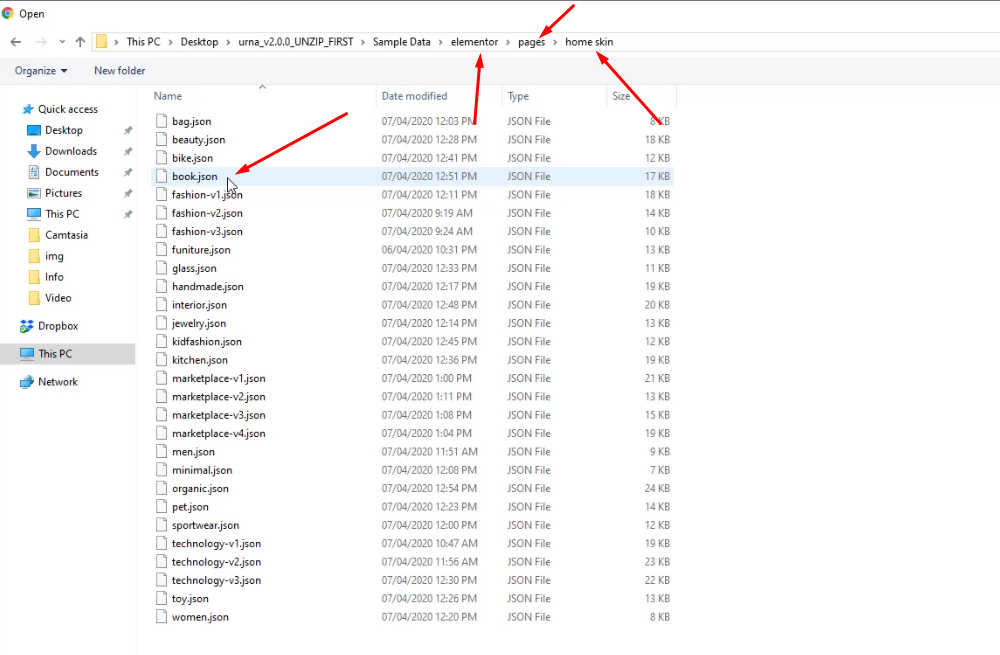 Open
This PC > Desktop > urna_v2.0.0_UNZIP_FIRST > Sample Data > elementor > pages > home skin
Organize New folder
Name Date modified Type Size
Quick access
Desktop
Downloads
Documents
Pictures
This PC
Camtasia
img
Info
Video
Dropbox
This PC
Network
bag.json 07/04/2020 12:03 PM JSON File 8 KB
beauty.json 07/04/2020 12:28 PM JSON File 18 KB
bike.json 07/04/2020 12:41 PM JSON File 12 KB
book.json 07/04/2020 12:51 PM JSON File 17 KB
fashion-v1.json 07/04/2020 12:11 PM JSON File 18 KB
fashion-v2.json 07/04/2020 9:19 AM JSON File 14 KB
fashion-v3.json 07/04/2020 9:24 AM JSON File 10 KB
funiture.json 06/04/2020 10:31 PM JSON File 13 KB
glass.json 07/04/2020 12:33 PM JSON File 11 KB
handmade.json 07/04/2020 12:17 PM JSON File 19 KB
interior.json 07/04/2020 12:48 PM JSON File 20 KB
jewelry.json 07/04/2020 12:14 PM JSON File 13 KB
kidfashion.json 07/04/2020 12:45 PM JSON File 12 KB
kitchen.json 07/04/2020 12:36 PM JSON File 19 KB
marketplace-v1.json 07/04/2020 1:00 PM JSON File 21 KB
marketplace-v2.json 07/04/2020 1:11 PM JSON File 13 KB
marketplace-v3.json 07/04/2020 1:08 PM JSON File 15 KB
marketplace-v4.json 07/04/2020 1:04 PM JSON File 19 KB
men.json 07/04/2020 11:51 AM JSON File 9 KB
minimal.json 07/04/2020 12:08 PM JSON File 7 KB
organic.json 07/04/2020 12:54 PM JSON File 24 KB
pet.json 07/04/2020 12:23 PM JSON File 14 KB
sportwear.json 07/04/2020 12:00 PM JSON File 12 KB
technology-v1.json 07/04/2020 10:47 AM JSON File 19 KB
technology-v2.json 07/04/2020 11:56 AM JSON File 23 KB
technology-v3.json 07/04/2020 12:30 PM JSON File 22 KB
toy.json 07/04/2020 12:26 PM JSON File 13 KB
women.json 07/04/2020 12:20 PM JSON File 8 KB